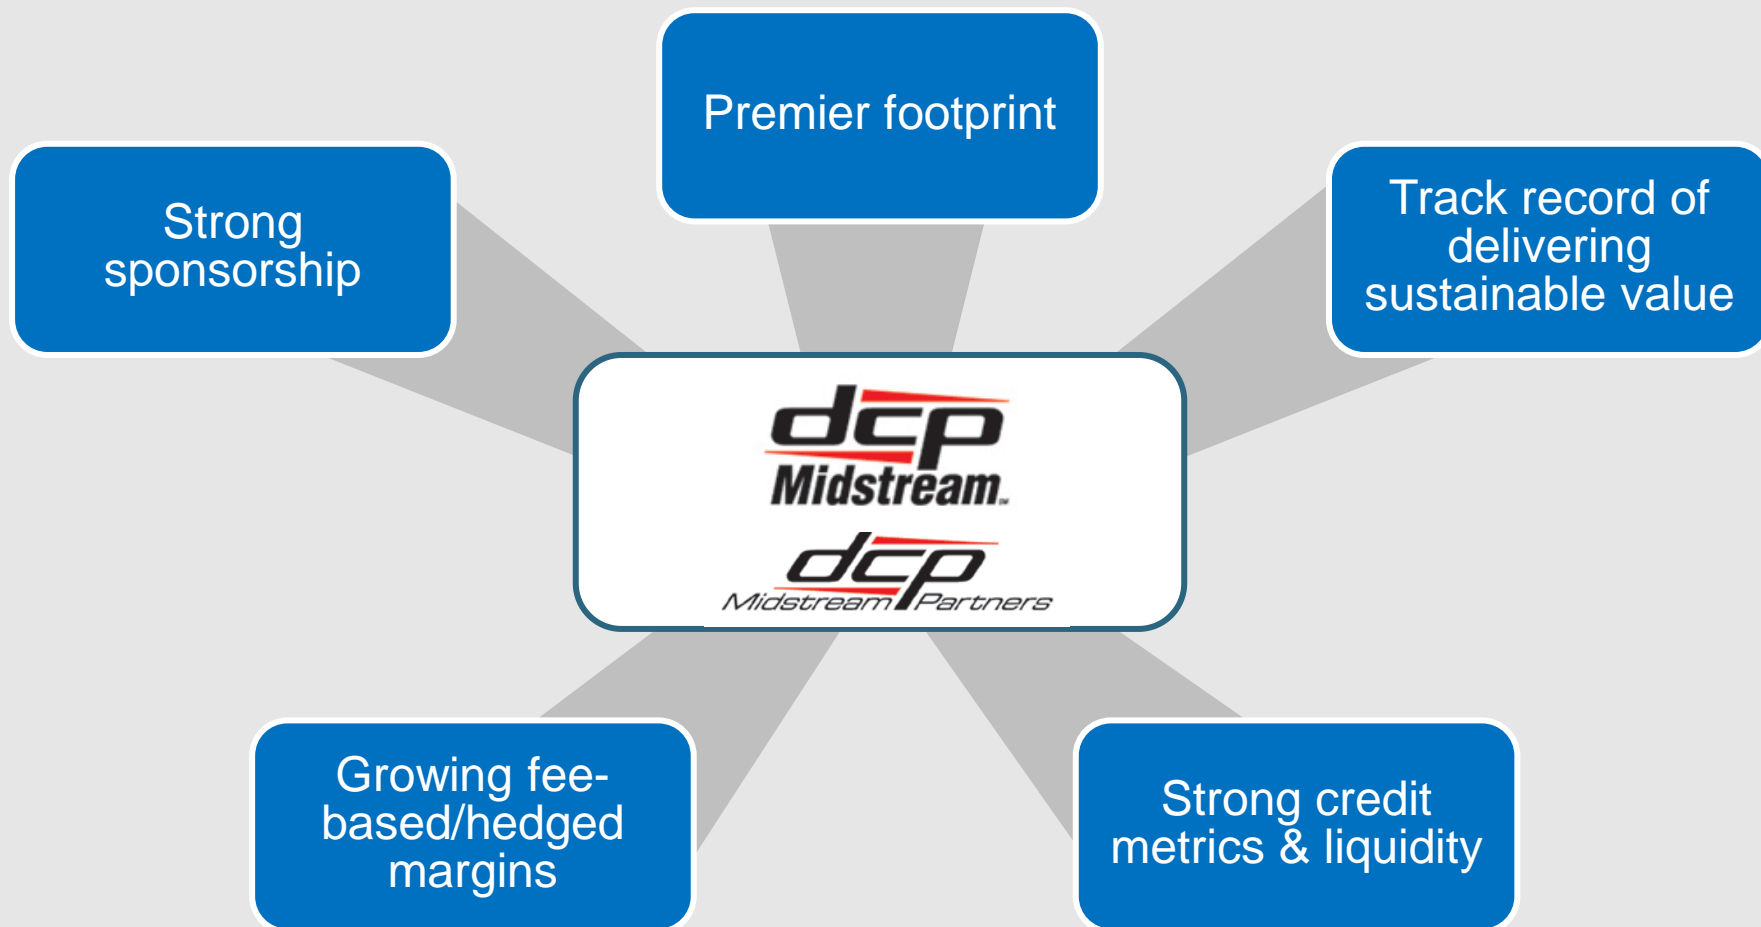 Premier footprint
Strong
sponsorship
Track record of
delivering
sustainable value
dcp
Midstream
SM
dcp
Midstream Partners
Growing fee-
based/hedged
margins
Strong credit
metrics & liquidity